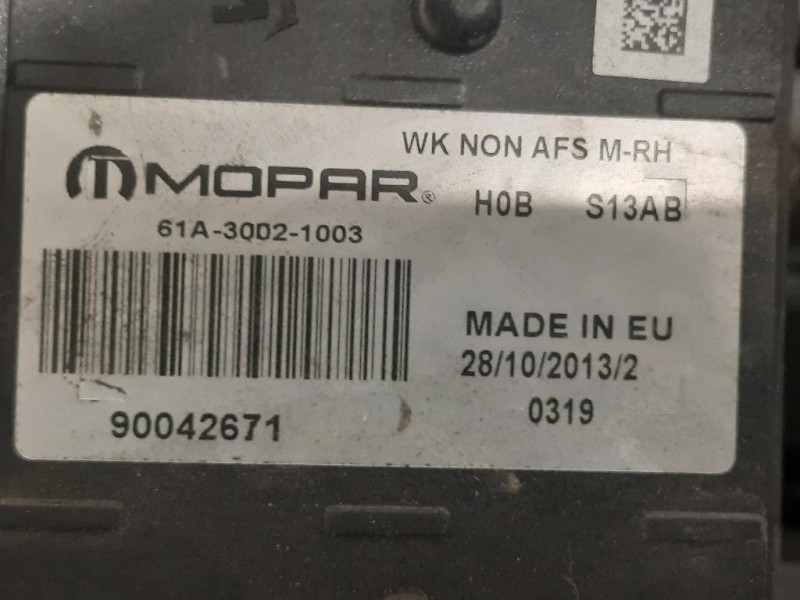 WK NON AFS M-RH
MOPAR®
H0B S13AB
61A-3002-1003
MADE IN EU
28/10/2013/2
90042671
0319